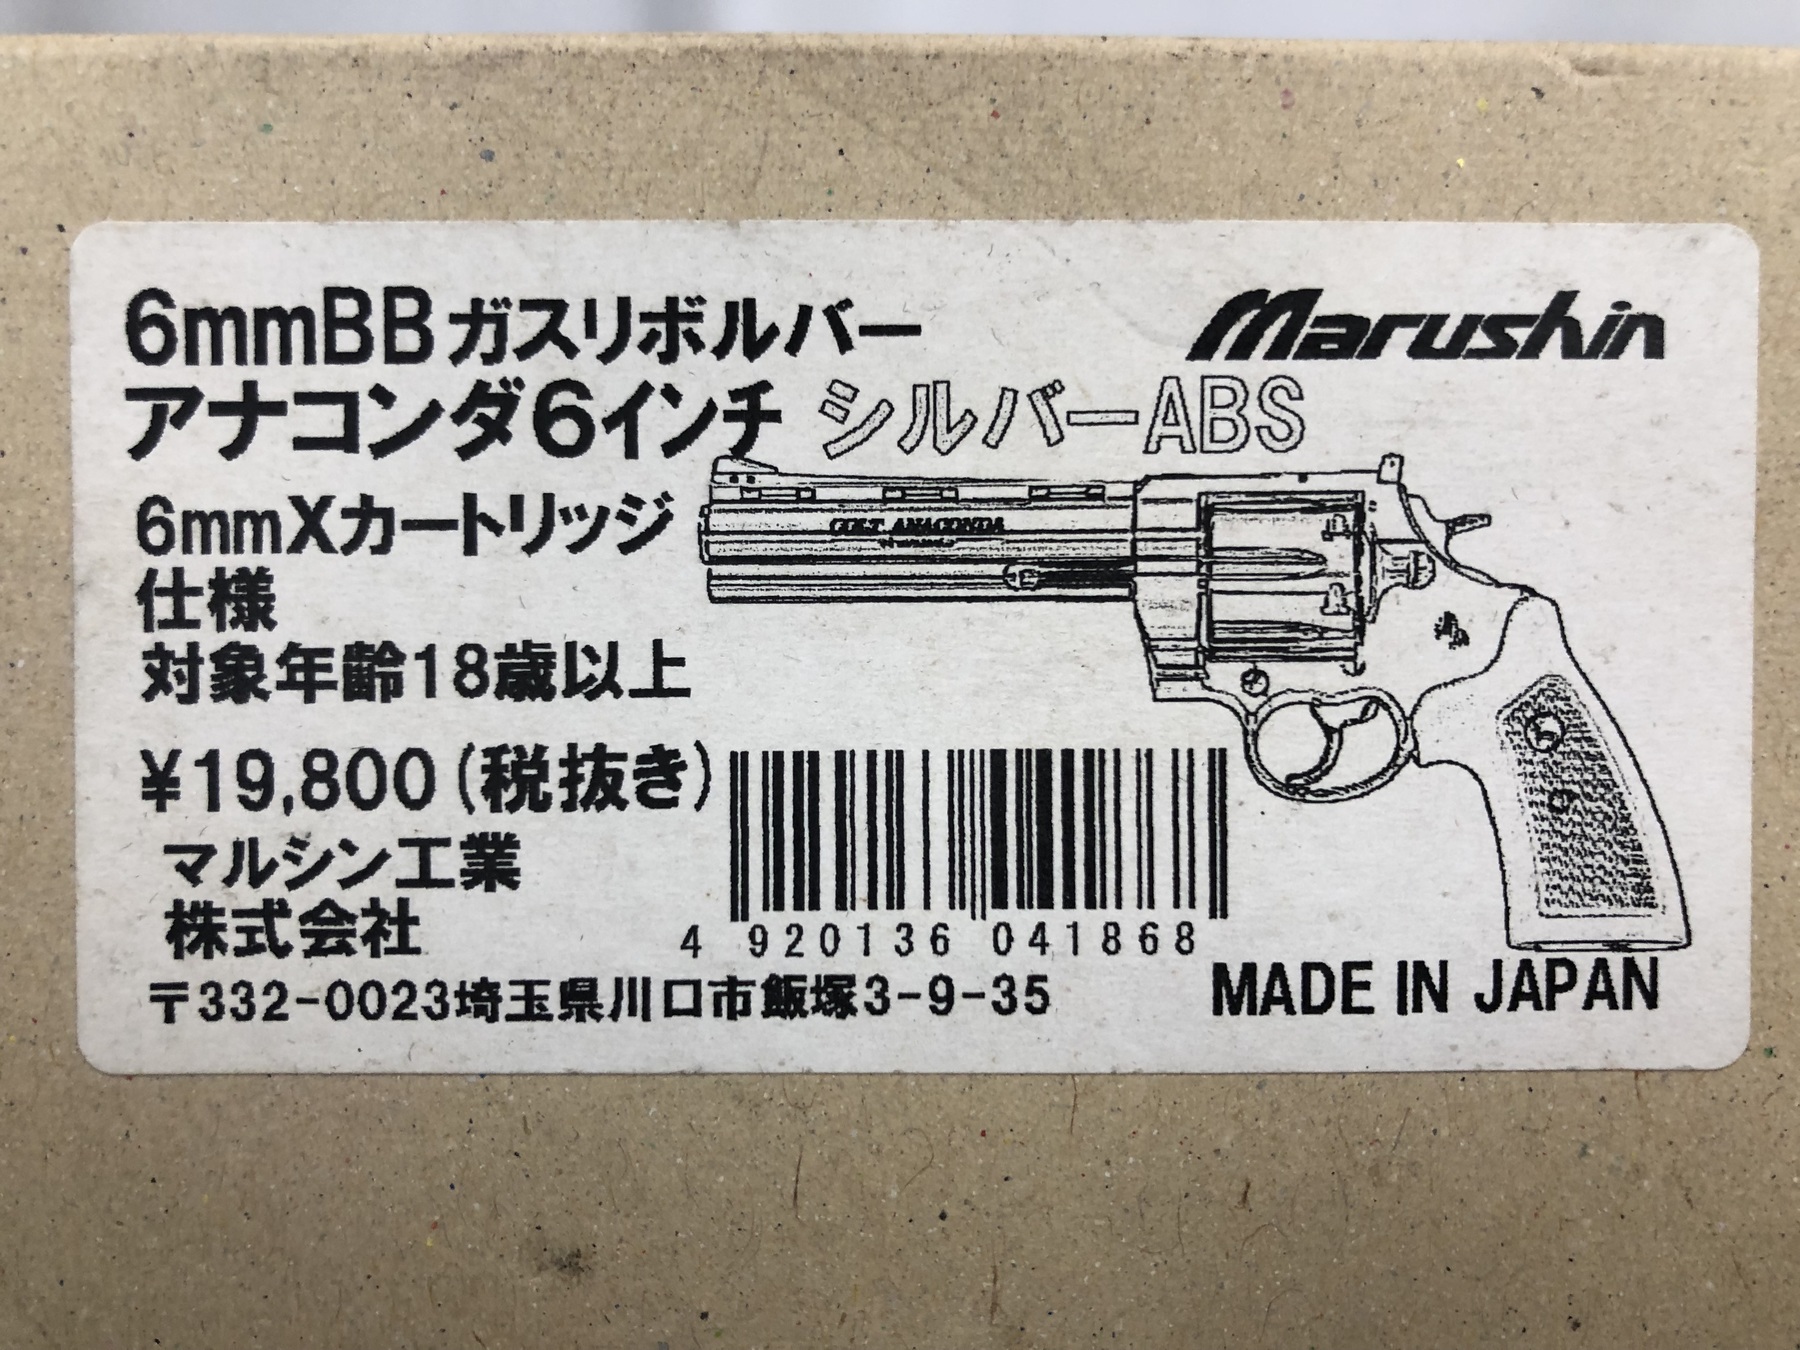 6mmBBガスリボルバー
Marushin
アナコンダ6インチ シルバーABS
6mmXカートリッジ
仕様
COLT ANACONDA
対象年齢18歳以上
¥19,800(税抜き)
マルシン工業
株式会社
4 920136 041868
〒332-0023埼玉県川口市飯塚3-9-35
MADE IN JAPAN